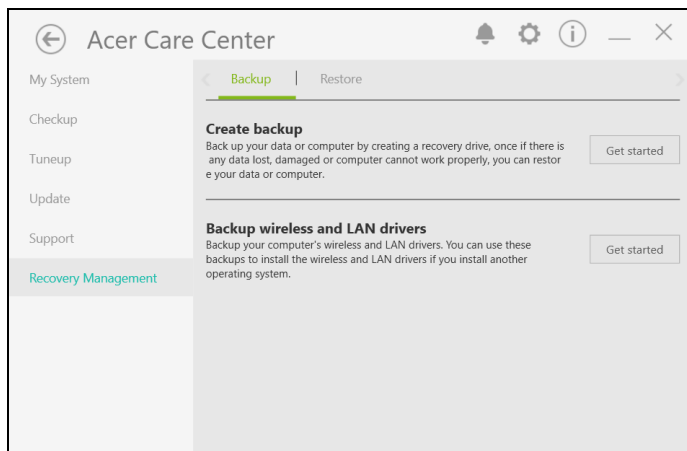 Acer Care Center
My System
Checkup
Tuneup
Update
Support
Recovery Management
Backup | Restore
Create backup
Back up your data or computer by creating a recovery drive, once if there is
any data lost, damaged or computer cannot work properly, you can restor
e your data or computer.
Get started
Backup wireless and LAN drivers
Backup your computer's wireless and LAN drivers. You can use these
backups to install the wireless and LAN drivers if you install another
operating system.
Get started